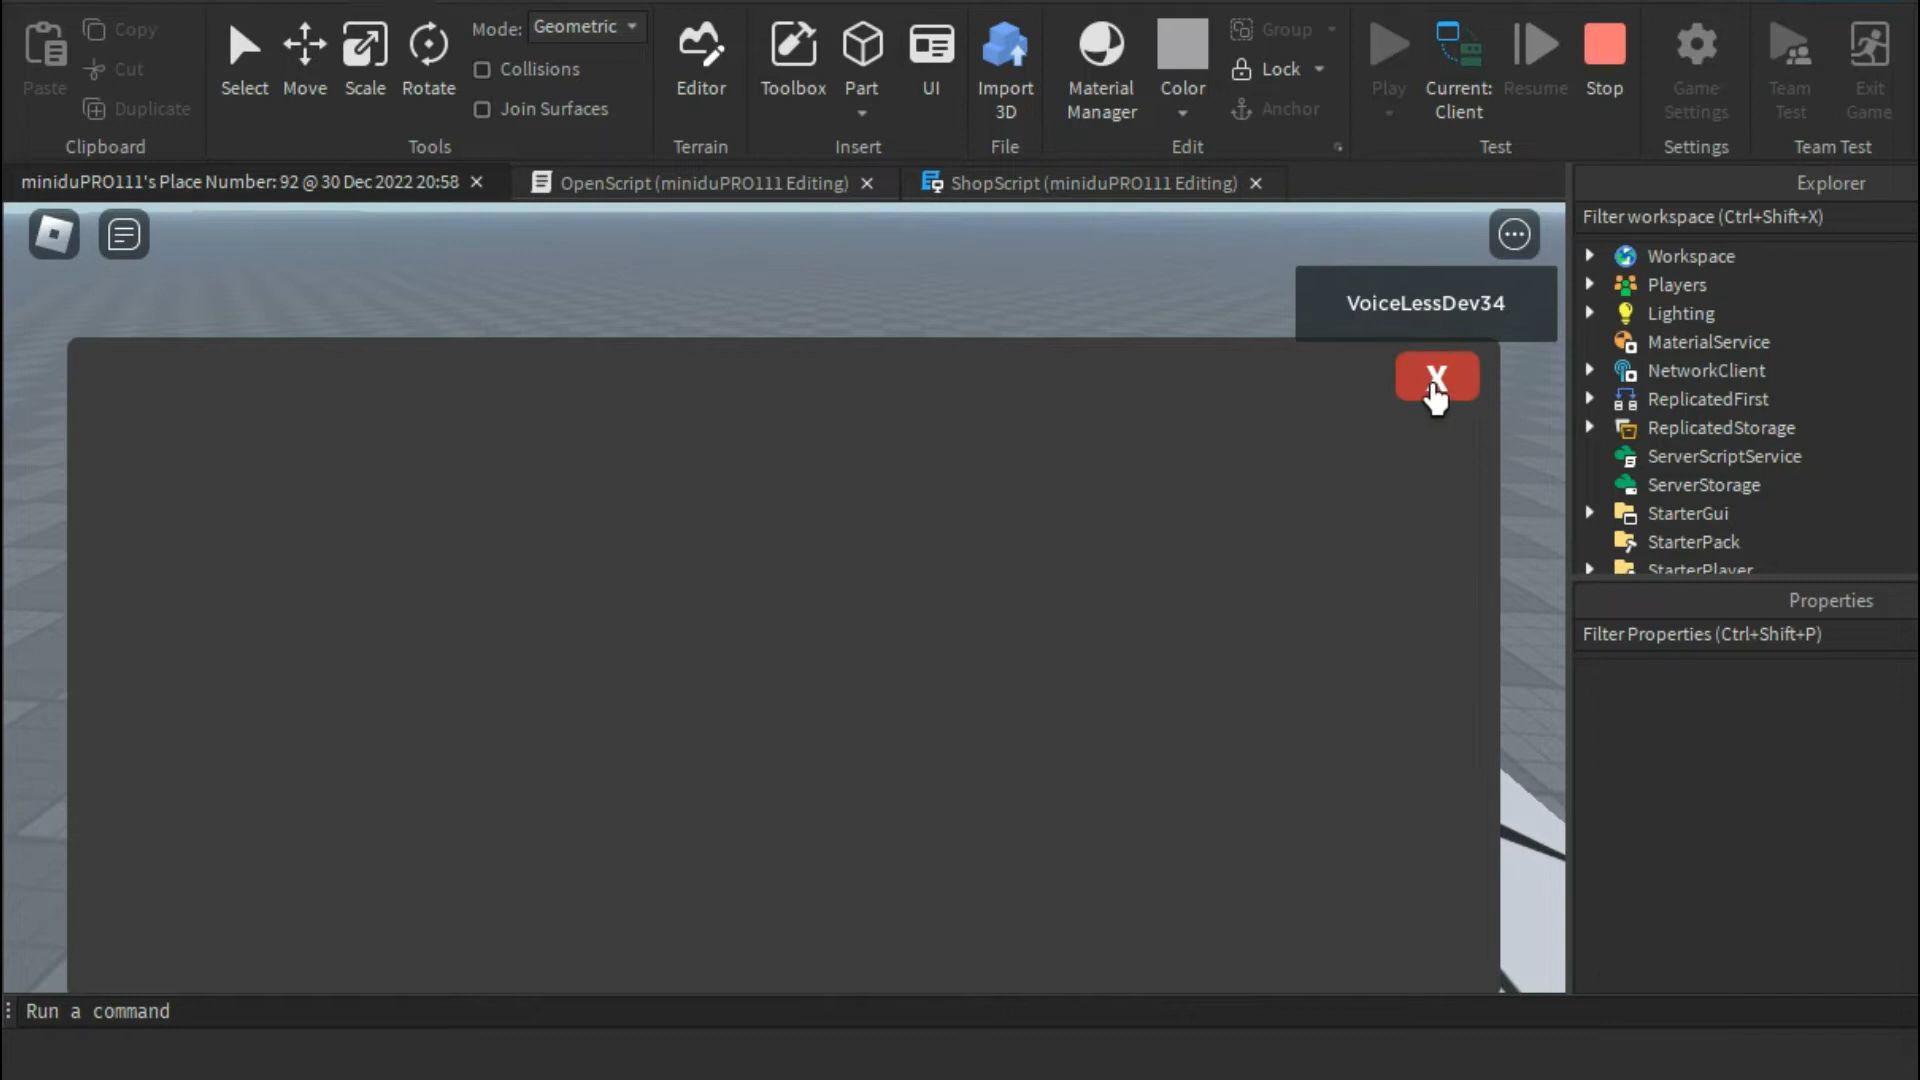 Paste
Copy
Cut
Duplicate
Clipboard
Select
Move
Scale
Rotate
Mode: Geometric
Collisions
Join Surfaces
Tools
Editor
Terrain
Toolbox
Part
UI
Insert
Import
3D
File
Material
Manager
Color
Group
Lock
Anchor
Edit
Play
Current:
Client
Resume
Stop
Test
Game
Settings
Settings
Team
Test
Exit
Game
Team Test
miniduPRO111's Place Number: 92 @ 30 Dec 2022 20:58
OpenScript (miniduPRO111 Editing)
ShopScript (miniduPRO111 Editing)
VoiceLessDev34
X
Explorer
Filter workspace (Ctrl+Shift+X)
Workspace
Players
Lighting
MaterialService
NetworkClient
ReplicatedFirst
ReplicatedStorage
ServerScriptService
ServerStorage
StarterGui
StarterPack
StarterPlayer
Properties
Filter Properties (Ctrl+Shift+P)
Run a command